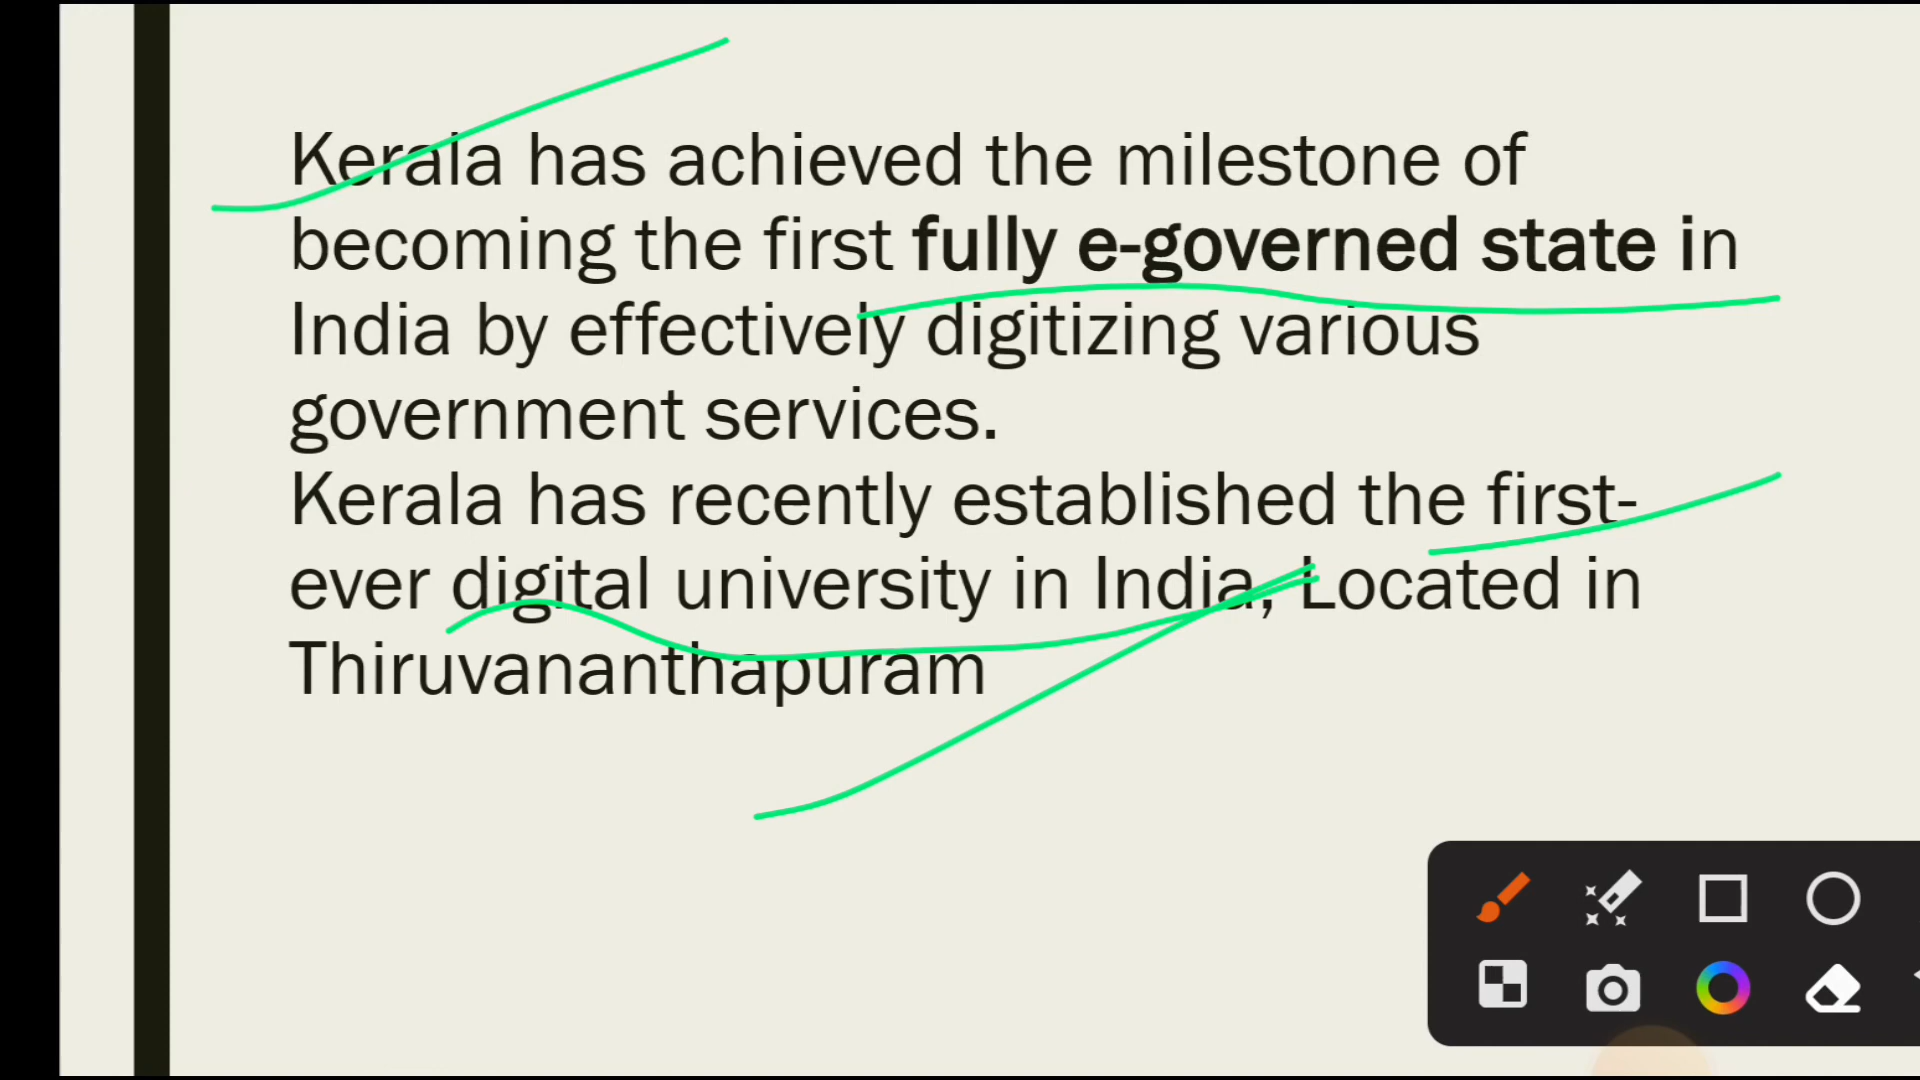 Kerala has achieved the milestone of
becoming the first fully e-governed state in
India by effectively digitizing various
government services.
Kerala has recently established the first-
ever digital university in India, Located in
Thiruvananthapuram